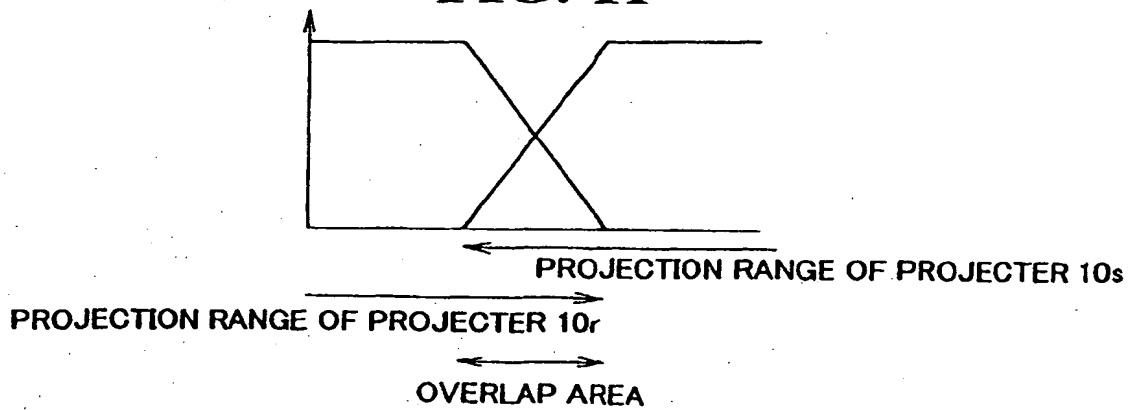 PROJECTION RANGE OF PROJECTER 10s
PROJECTION RANGE OF PROJECTER 10r
OVERLAP AREA